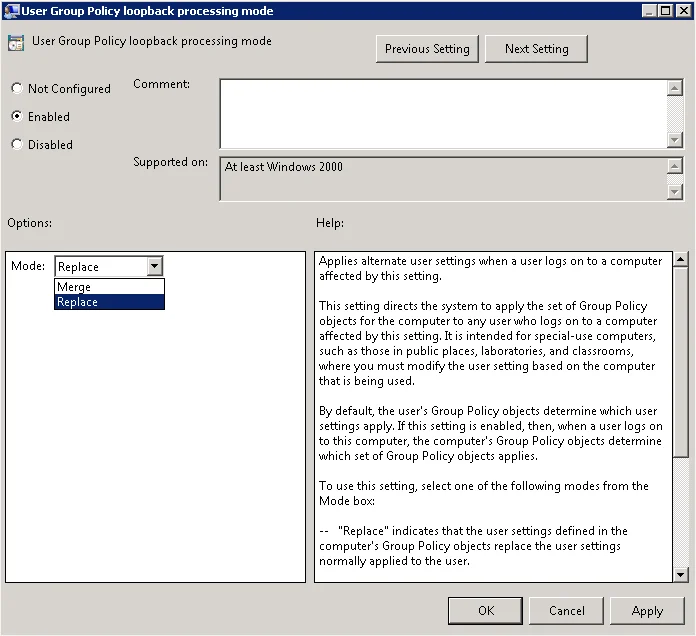 User Group Policy loopback processing mode
User Group Policy loopback processing mode
Previous Setting
Next Setting
Not Configured
Comment:
Enabled
Disabled
Supported on:
At least Windows 2000
Options:
Help:
Mode:
Replace
Merge
Replace
Applies alternate user settings when a user logs on to a computer
affected by this setting.
This setting directs the system to apply the set of Group Policy
objects for the computer to any user who logs on to a computer
affected by this setting. It is intended for special-use computers,
such as those in public places, laboratories, and classrooms,
where you must modify the user setting based on the computer
that is being used.
By default, the user's Group Policy objects determine which user
settings apply. If this setting is enabled, then, when a user logs on
to this computer, the computer's Group Policy objects determine
which set of Group Policy objects applies.
To use this setting, select one of the following modes from the
Mode box:
-- "Replace" indicates that the user settings defined in the
computer's Group Policy objects replace the user settings
normally applied to the user.
OK
Cancel
Apply